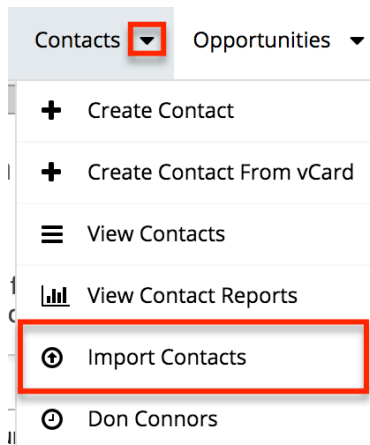 Contacts Opportunities
Create Contact
Create Contact From vCard
View Contacts
View Contact Reports
Import Contacts
Don Connors